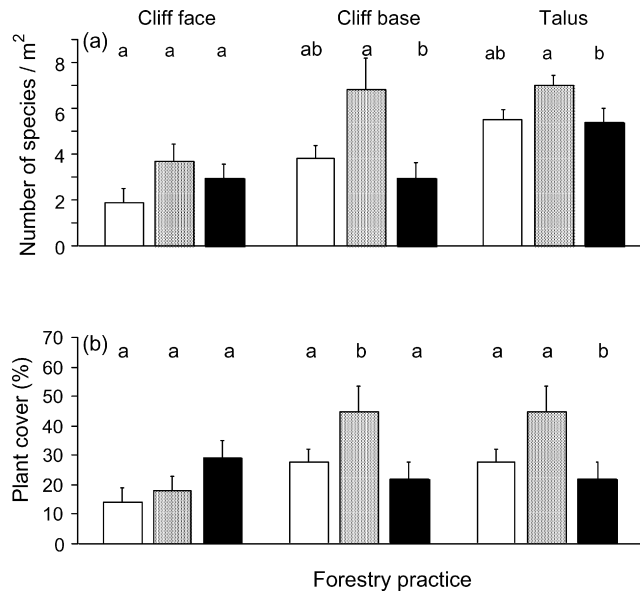 Cliff face Cliff base Talus
(a) a a a ab a b ab a b
8
6
4
2
0
Number of species / m²
(b) a a a a b a a a b
70
60
50
40
30
20
10
0
Plant cover (%)
Forestry practice